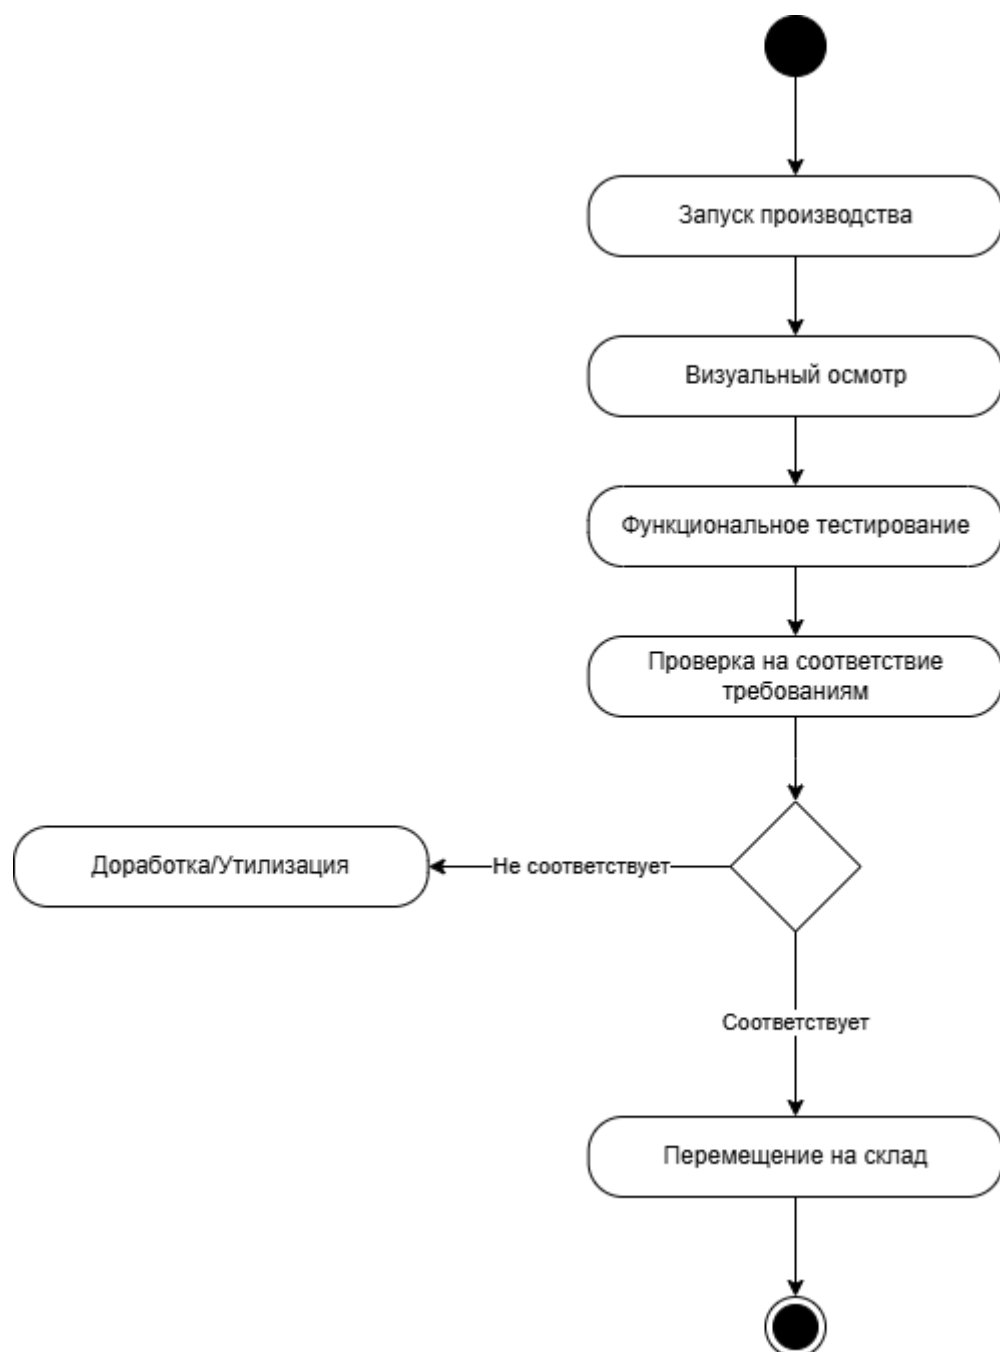 Запуск производства
Визуальный осмотр
Функциональное тестирование
Проверка на соответствие
требованиям
Доработка/Утилизация
Не соответствует
Соответствует
Перемещение на склад